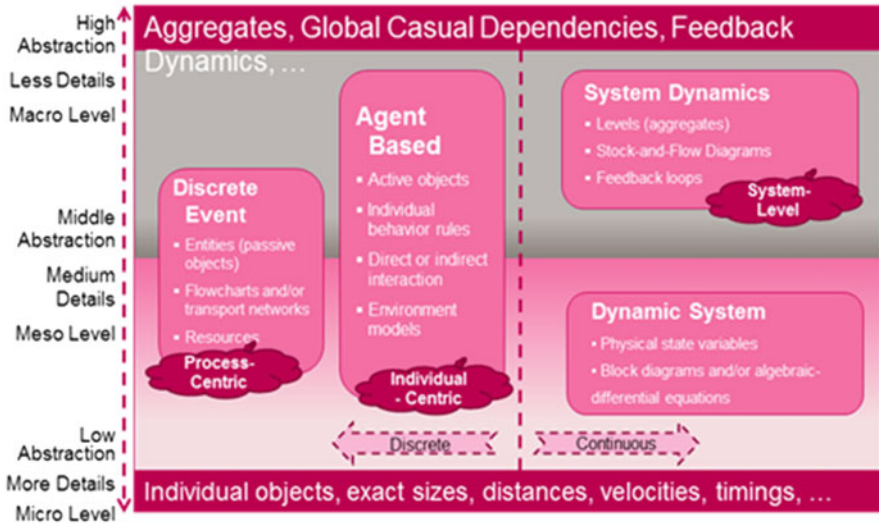 High
Abstraction
Less Details
Macro Level
Middle
Abstraction
Medium
Details
Meso Level
Low
Abstraction
More Details
Micro Level
Aggregates, Global Casual Dependencies, Feedback
Dynamics, ...
Discrete
Event
▪ Entities (passive
objects)
▪ Flowcharts and/or
transport networks
▪ Resources
Process-
Centric
Agent
Based
▪ Active objects
▪ Individual
behavior rules
▪ Direct or indirect
interaction
▪ Environment
models
Individual
- Centric
System Dynamics
▪ Levels (aggregates)
▪ Stock-and-Flow Diagrams
▪ Feedback loops
System-
Level
Dynamic System
▪ Physical state variables
▪ Block diagrams and/or algebraic-
differential equations
Discrete
Continuous
Individual objects, exact sizes, distances, velocities, timings, ...